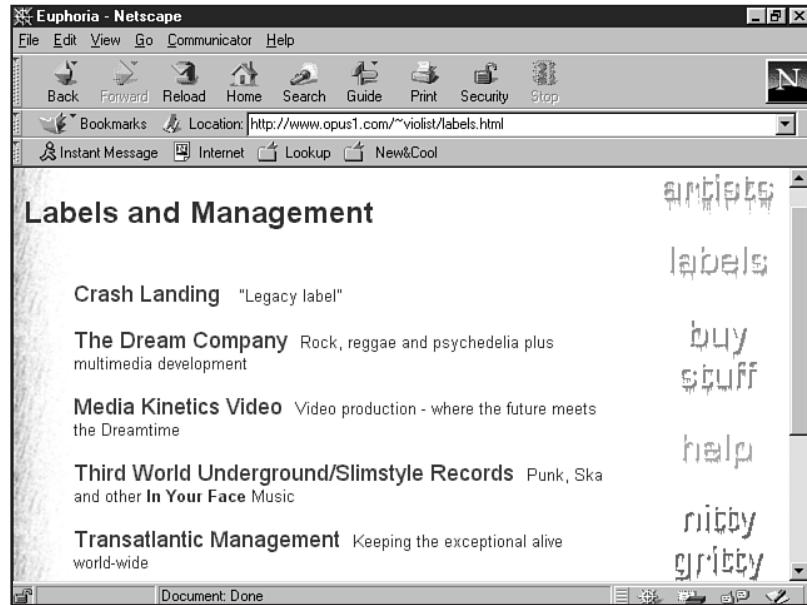 Euphoria - Netscape
File Edit View Go Communicator Help
Back Forward Reload Home Search Guide Print Security Stop
N
Bookmarks Location: http://www.opus1.com/~violist/labels.html
Instant Message Internet Lookup New&Cool
Labels and Management
Crash Landing "Legacy label"
The Dream Company Rock, reggae and psychedelia plus
multimedia development
Media Kinetics Video Video production - where the future meets
the Dreamtime
Third World Underground/Slimstyle Records Punk, Ska
and other In Your Face Music
Transatlantic Management Keeping the exceptional alive
world-wide
artists
labels
buy
stuff
help
nitty
gritty
Document: Done